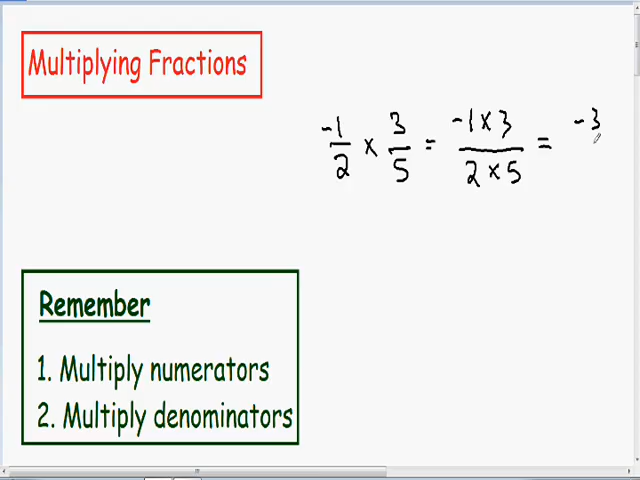 Multiplying Fractions
-1/2 × 3/5 = (-1 × 3)/(2 × 5) = -3
Remember
1. Multiply numerators
2. Multiply denominators